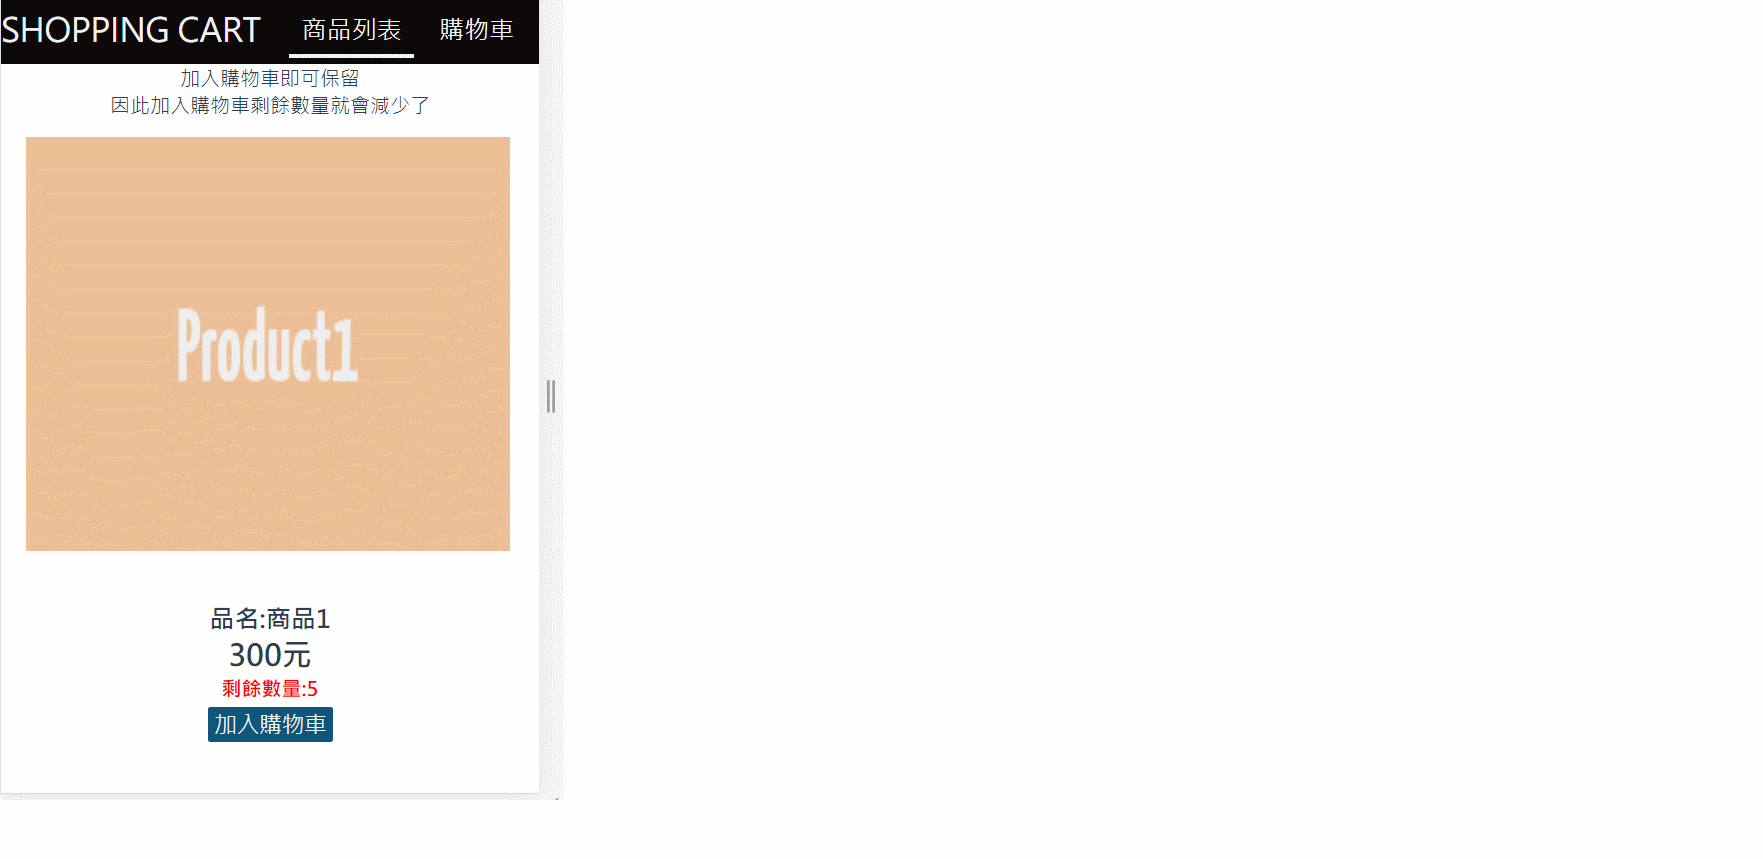 SHOPPING CART 商品列表 購物車
加入購物車即可保留
因此加入購物車剩餘數量就會減少了
Product1
品名:商品1
300元
剩餘數量:5
加入購物車